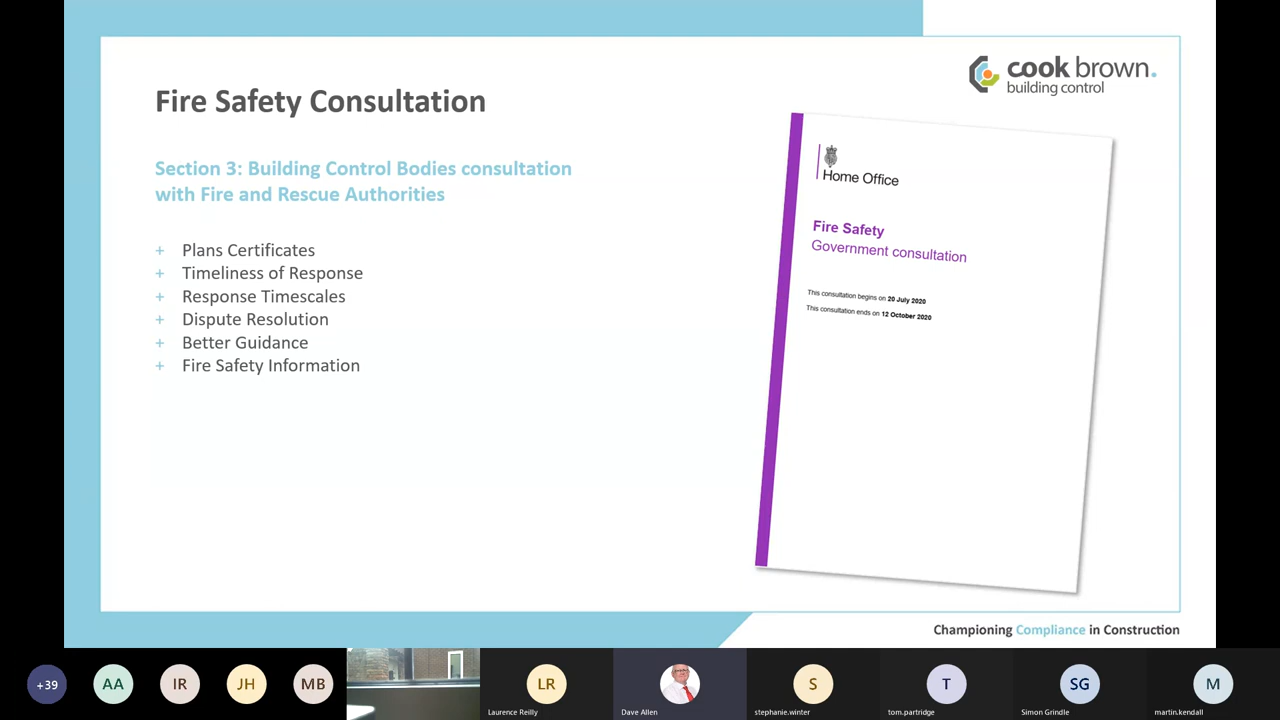 Fire Safety Consultation
cook brown.
building control
Section 3: Building Control Bodies consultation
with Fire and Rescue Authorities
+ Plans Certificates
+ Timeliness of Response
+ Response Timescales
+ Dispute Resolution
+ Better Guidance
+ Fire Safety Information
Home Office
Fire Safety
Government consultation
This consultation begins on 20 July 2020
This consultation ends on 12 October 2020
Championing Compliance in Construction
+39
AA
IR
JH
MB
LR
Laurence Reilly
Dave Allen
S
stephanie.winter
T
tom.partridge
SG
Simon Grindle
M
martin.kendall